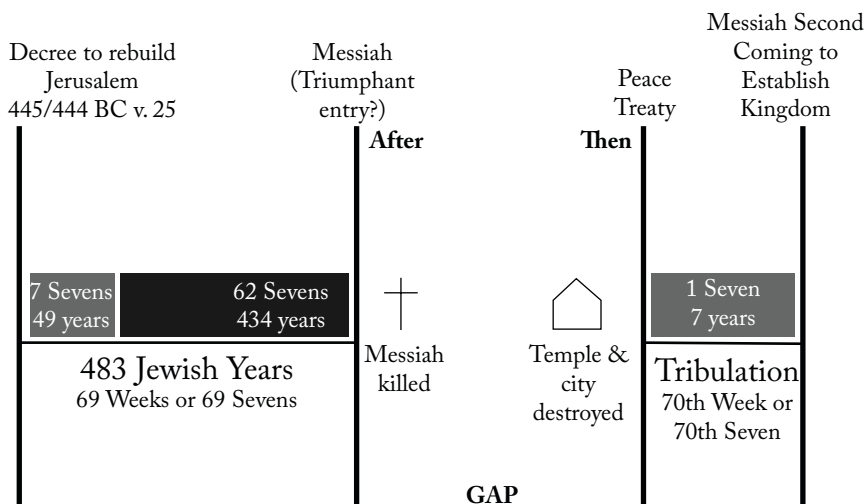 Decree to rebuild
Jerusalem
445/444 BC v. 25
Messiah
(Triumphant
entry?)
After
Peace
Treaty
Then
Messiah Second
Coming to
Establish
Kingdom
7 Sevens
49 years
62 Sevens
434 years
1 Seven
7 years
483 Jewish Years
69 Weeks or 69 Sevens
Messiah
killed
Temple &
city
destroyed
Tribulation
70th Week or
70th Seven
GAP